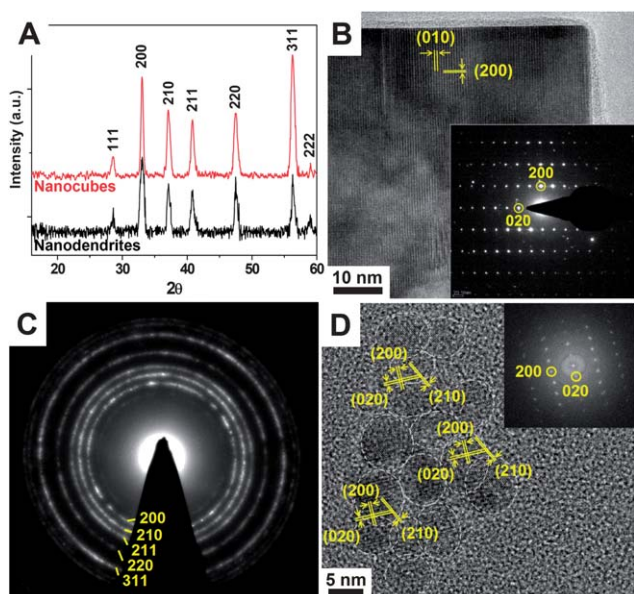 A
Intensity (a.u.)
111
200
210
211
220
311
222
Nanocubes
Nanodendrites
20 30 40 50 60
2θ
B
(010)
(200)
200
020
10 nm
C
200
210
211
220
311
D
(200)
(020)
(210)
(200)
(020)
(210)
(200)
(020)
(210)
200
020
5 nm